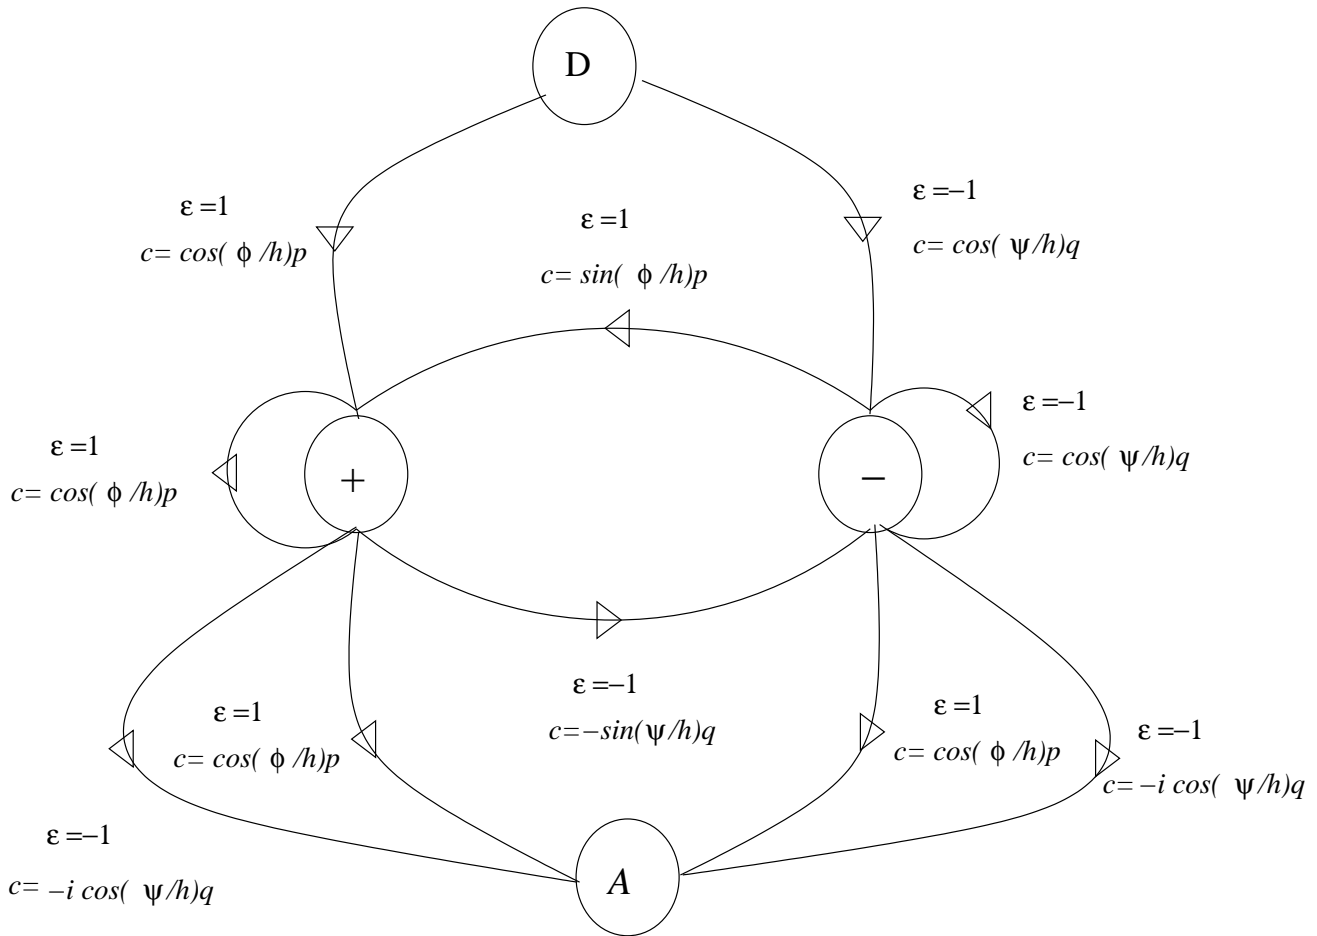 D
ε=1
c= cos( ϕ /h)p
ε=1
c= sin( ϕ /h)p
ε=−1
c= cos( ψ/h)q
ε=1
c= cos( ϕ /h)p
+
−
ε=−1
c= cos( ψ/h)q
ε=1
c= cos( ϕ /h)p
ε=−1
c=−sin(ψ/h)q
ε=1
c= cos( ϕ /h)p
ε=−1
c= −i cos( ψ/h)q
ε=−1
c= −i cos( ψ/h)q
A